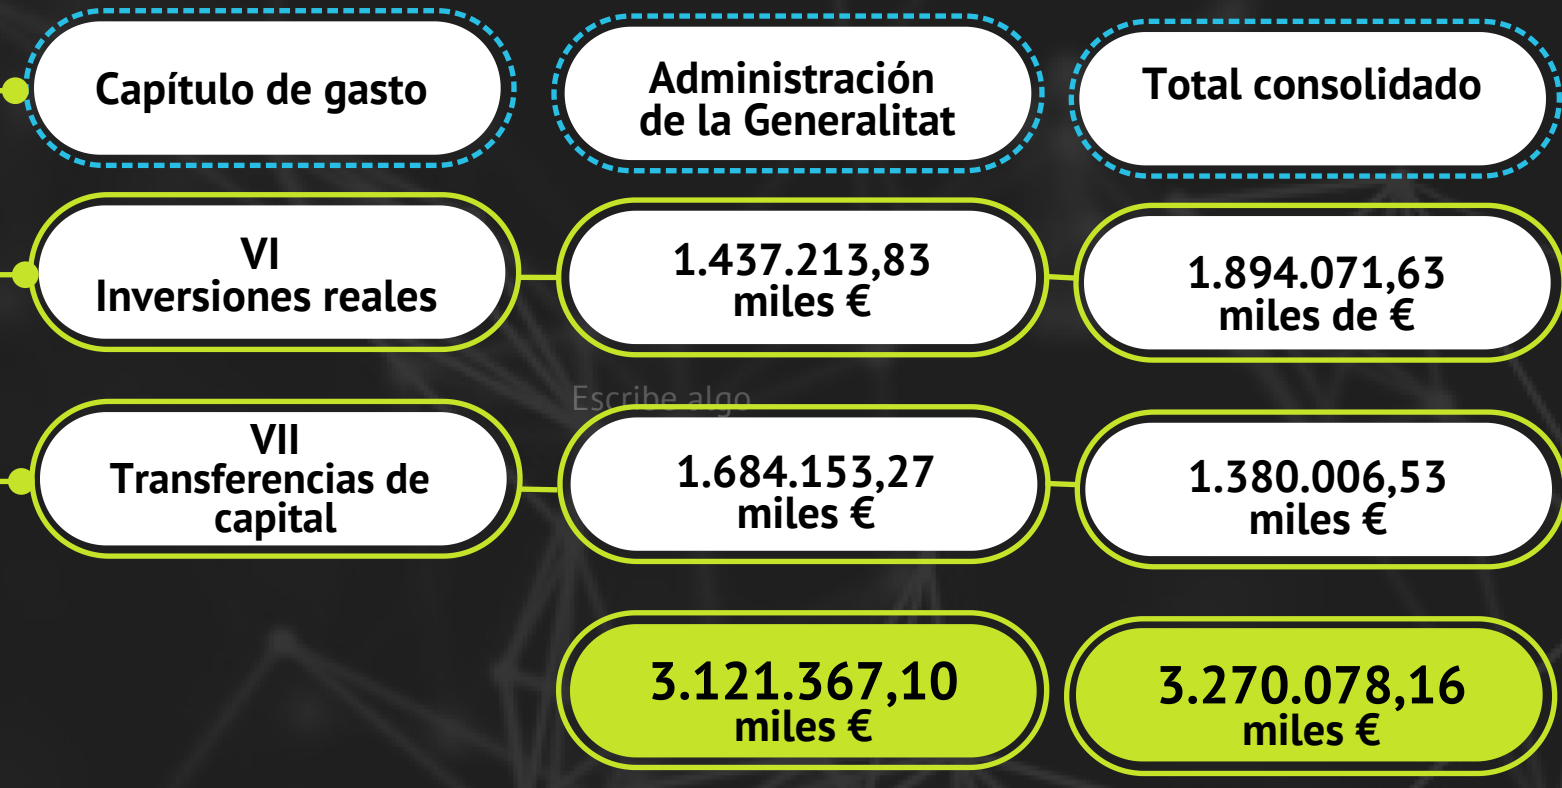 Capítulo de gasto
Administración
de la Generalitat
Total consolidado
VI
Inversiones reales
1.437.213,83
miles €
1.894.071,63
miles de €
Escribe algo
VII
Transferencias de
capital
1.684.153,27
miles €
1.380.006,53
miles €
3.121.367,10
miles €
3.270.078,16
miles €